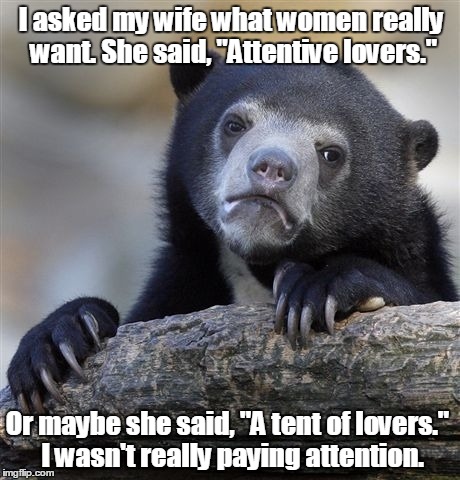 I asked my wife what women really
want. She said, "Attentive lovers."
Or maybe she said, "A tent of lovers."
I wasn't really paying attention.
imgflip.com